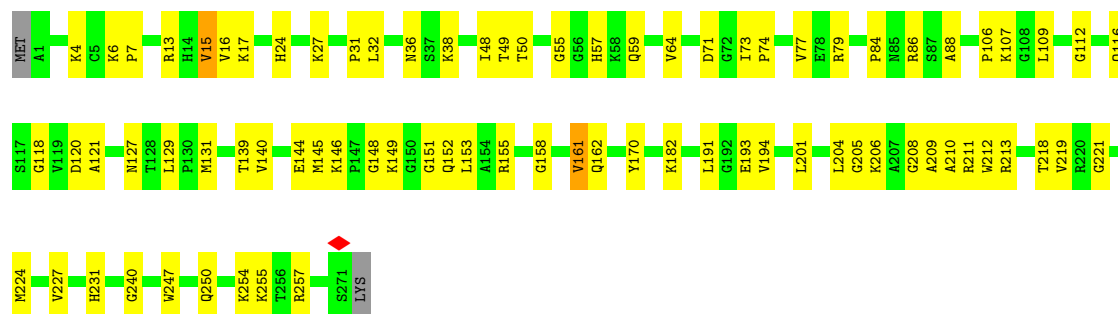 MET A1 K4 C5 K6 P7 R13 H14 V15 V16 K17 H24 K27 P31 L32 N36 S37 K38 I48 T49 T50 G55 G56 H57 K58 Q59 V64 D71 G72 I73 P74 V77 E78 R79 P84 N85 R86 S87 A88 P106 K107 G108 L109 G112 Q116
S117 G118 V119 D120 A121 N127 T128 L129 P130 M131 T139 V140 E144 M145 K146 P147 G148 K149 G150 G151 Q152 L153 A154 R155 G158 V161 Q162 Y170 K182 L191 G192 E193 V194 L201 L204 G205 K206 A207 G208 A209 A210 R211 W212 R213 T218 V219 R220 G221
M224 V227 H231 G240 W247 Q250 K254 K255 T256 R257 S271 LYS